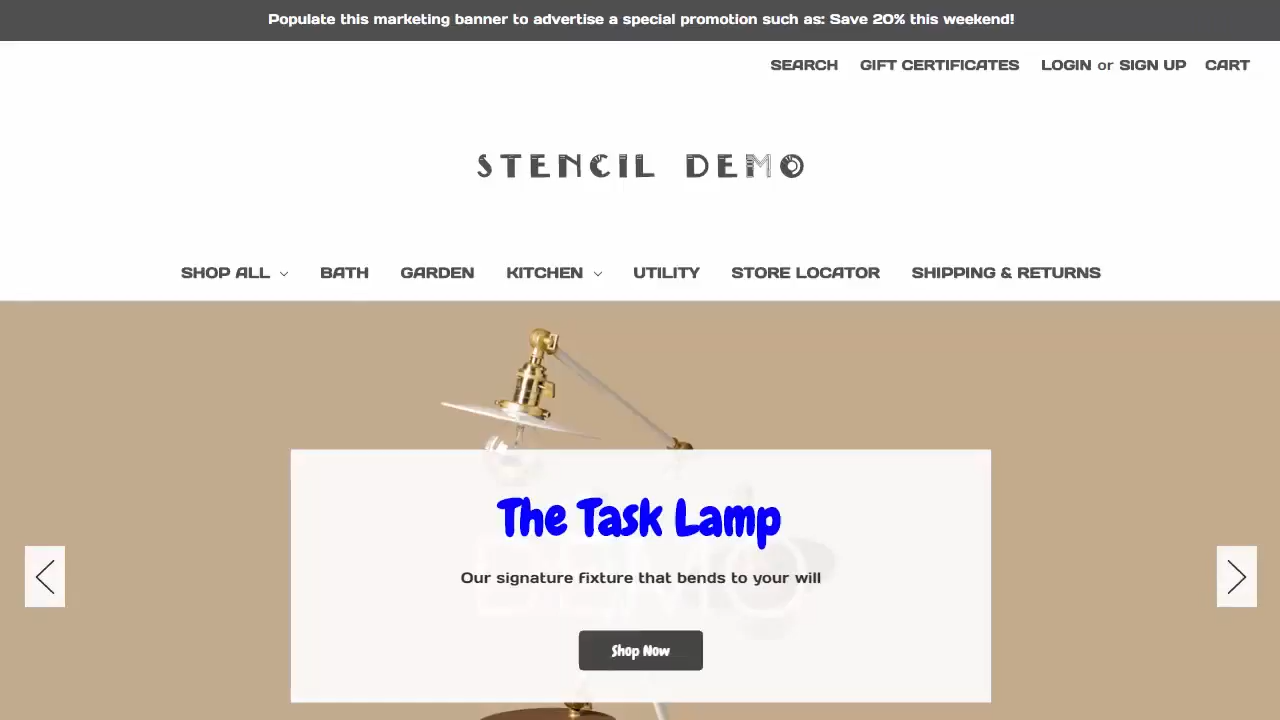 Populate this marketing banner to advertise a special promotion such as: Save 20% this weekend!
SEARCH GIFT CERTIFICATES LOGIN or SIGN UP CART
STENCIL DEMO
SHOP ALL BATH GARDEN KITCHEN UTILITY STORE LOCATOR SHIPPING & RETURNS
The Task Lamp
Our signature fixture that bends to your will
DEMO
Shop Now